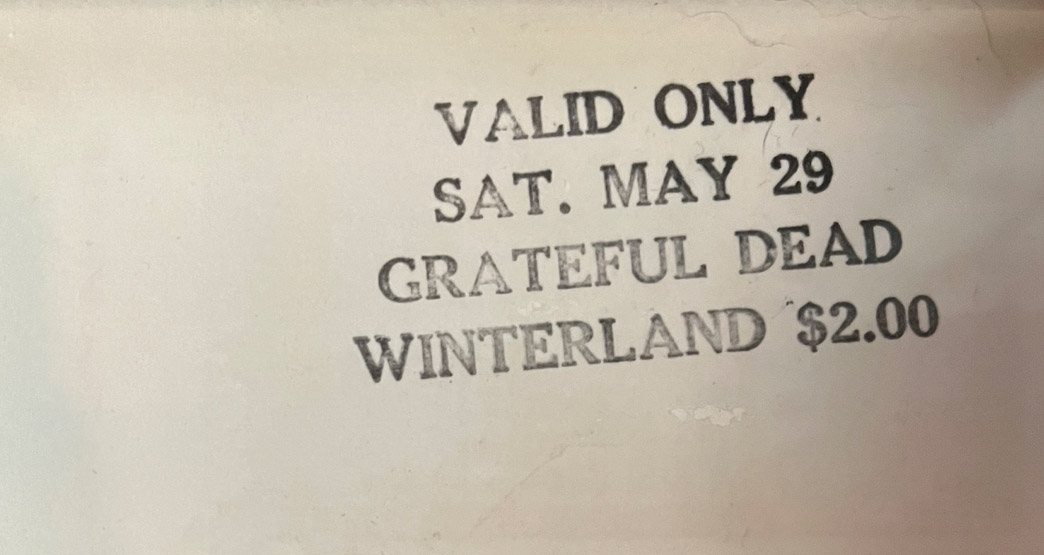 VALID ONLY
SAT. MAY 29
GRATEFUL DEAD
WINTERLAND $2.00